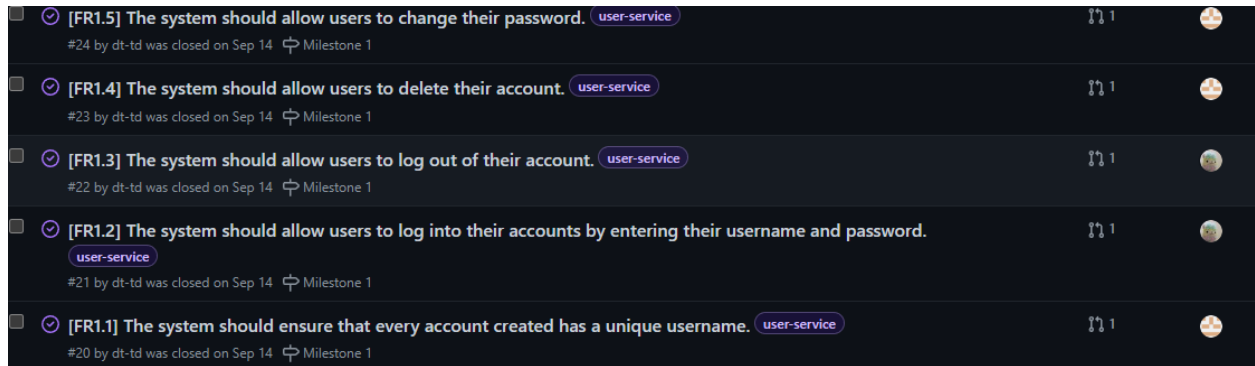 [FR1.5] The system should allow users to change their password. user-service 1
#24 by dt-td was closed on Sep 14 Milestone 1
[FR1.4] The system should allow users to delete their account. user-service 1
#23 by dt-td was closed on Sep 14 Milestone 1
[FR1.3] The system should allow users to log out of their account. user-service 1
#22 by dt-td was closed on Sep 14 Milestone 1
[FR1.2] The system should allow users to log into their accounts by entering their username and password. 1
user-service
#21 by dt-td was closed on Sep 14 Milestone 1
[FR1.1] The system should ensure that every account created has a unique username. user-service 1
#20 by dt-td was closed on Sep 14 Milestone 1